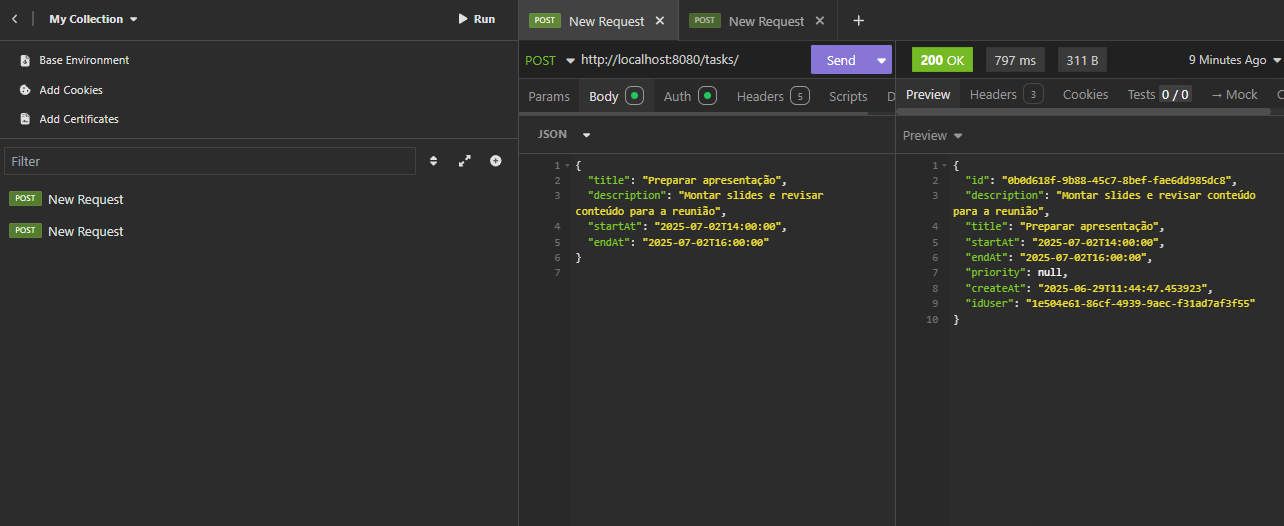 My Collection
Run
Base Environment
Add Cookies
Add Certificates
Filter
POST New Request
POST New Request
POST New Request
POST New Request
POST http://localhost:8080/tasks/ Send
Params Body Auth Headers 5 Scripts D
JSON
1 {
2 "title": "Preparar apresentação",
3 "description": "Montar slides e revisar
conteúdo para a reunião",
4 "startAt": "2025-07-02T14:00:00",
5 "endAt": "2025-07-02T16:00:00"
6 }
7
200 OK 797 ms 311 B 9 Minutes Ago
Preview Headers 3 Cookies Tests 0 / 0 → Mock C
Preview
1 {
2 "id": "0b0d618f-9b88-45c7-8bef-fae6dd985dc8",
3 "description": "Montar slides e revisar conteúdo
para a reunião",
4 "title": "Preparar apresentação",
5 "startAt": "2025-07-02T14:00:00",
6 "endAt": "2025-07-02T16:00:00",
7 "priority": null,
8 "createAt": "2025-06-29T11:44:47.453923",
9 "idUser": "1e504e61-86cf-4939-9aec-f31ad7af3f55"
10 }